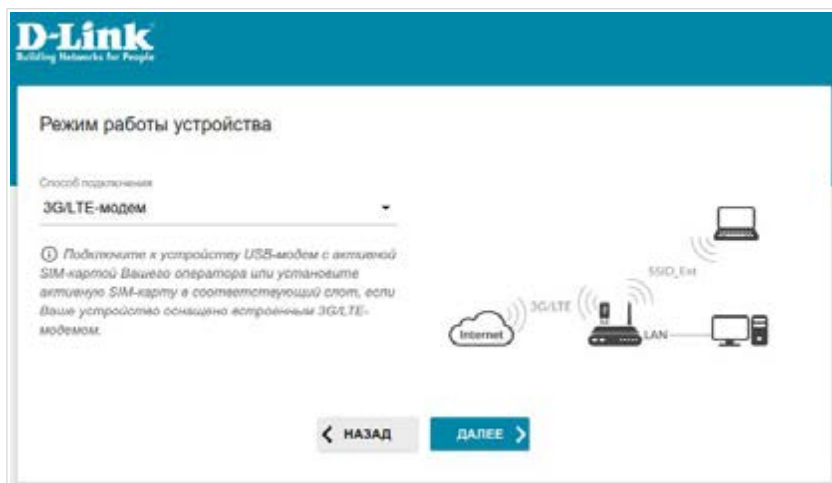 D-Link
Building Networks for People
Режим работы устройства
Способ подключения
3G/LTE-модем
Подключите к устройству USB-модем с активной
SIM-картой Вашего оператора или установите
активную SIM-карту в соответствующий слот, если
Ваше устройство оснащено встроенным 3G/LTE-
модемом.
SSID_Ext
3G/LTE
Internet
LAN
НАЗАД
ДАЛЕЕ